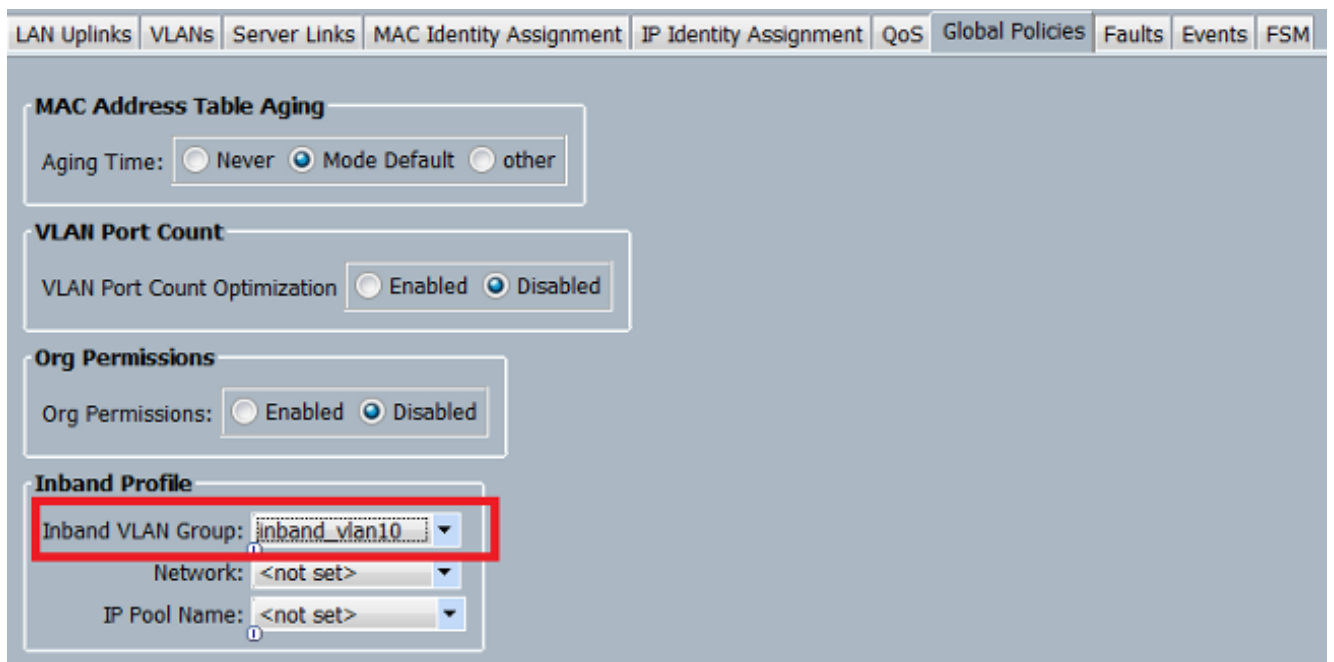 LAN Uplinks VLANs Server Links MAC Identity Assignment IP Identity Assignment QoS Global Policies Faults Events FSM
MAC Address Table Aging
Aging Time: Never Mode Default other
VLAN Port Count
VLAN Port Count Optimization Enabled Disabled
Org Permissions
Org Permissions: Enabled Disabled
Inband Profile
Inband VLAN Group: inband_vlan10
Network: <not set>
IP Pool Name: <not set>